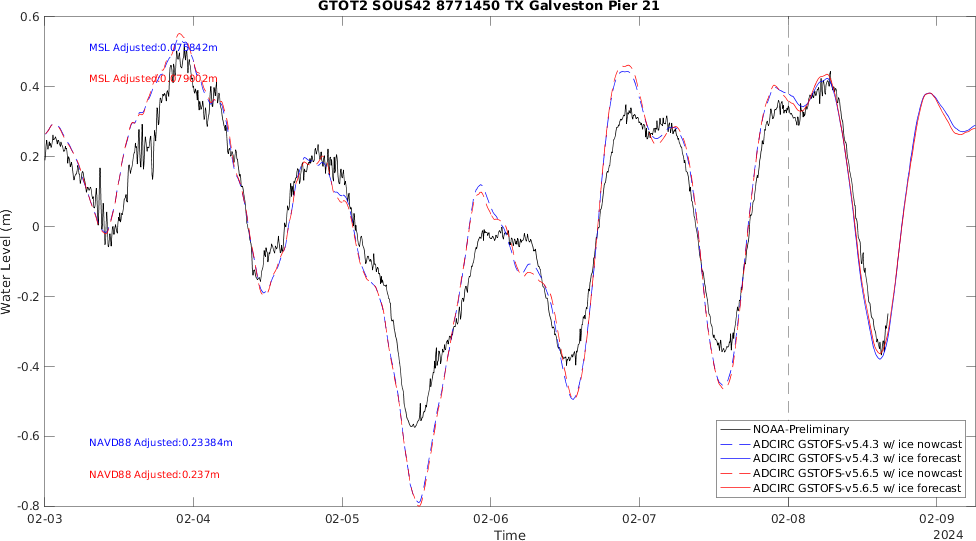 GTOT2 SOUS42 8771450 TX Galveston Pier 21
0.6
0.4
0.2
0
-0.2
-0.4
-0.6
-0.8
Water Level (m)
MSL Adjusted:0.073842m
MSL Adjusted:0.079902m
NAVD88 Adjusted:0.23384m
NAVD88 Adjusted:0.237m
NOAA-Preliminary
ADCIRC GSTOFS-v5.4.3 w/ ice nowcast
ADCIRC GSTOFS-v5.4.3 w/ ice forecast
ADCIRC GSTOFS-v5.6.5 w/ ice nowcast
ADCIRC GSTOFS-v5.6.5 w/ ice forecast
02-03 02-04 02-05 02-06 02-07 02-08 02-09
Time
2024